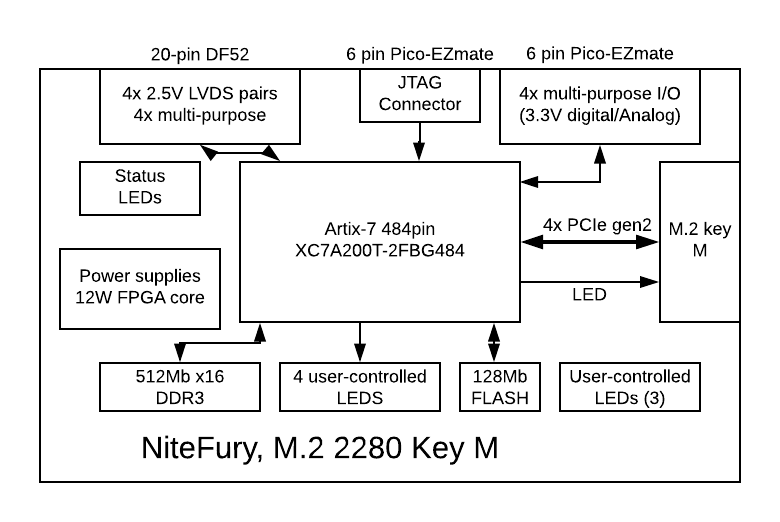 20-pin DF52
6 pin Pico-EZmate
6 pin Pico-EZmate
4x 2.5V LVDS pairs
4x multi-purpose
JTAG
Connector
4x multi-purpose I/O
(3.3V digital/Analog)
Status
LEDs
Artix-7 484pin
XC7A200T-2FBG484
4x PCIe gen2
M.2 key
M
LED
Power supplies
12W FPGA core
512Mb x16
DDR3
4 user-controlled
LEDS
128Mb
FLASH
User-controlled
LEDs (3)
NiteFury, M.2 2280 Key M